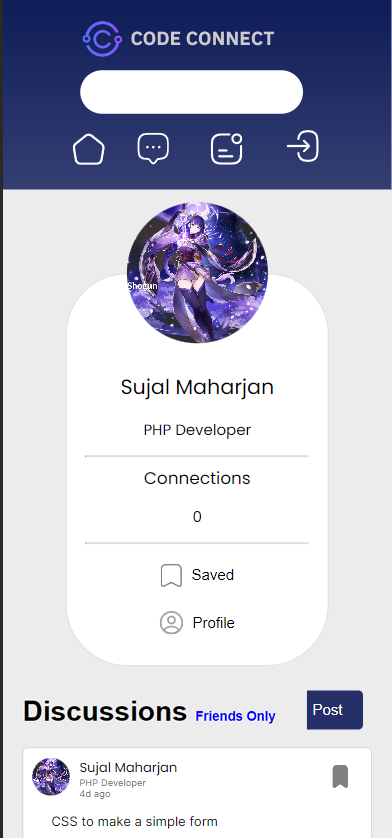 CODE CONNECT
Shogun
Sujal Maharjan
PHP Developer
Connections
0
Saved
Profile
Discussions Friends Only Post
Sujal Maharjan
PHP Developer
4d ago
CSS to make a simple form